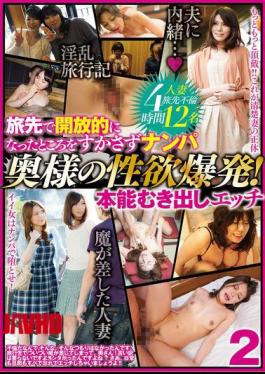 もっともっと頂戴!!これが清楚妻の正体
夫に内緒…♥
淫乱
旅行記
人妻
旅先不倫
4時間12名
旅先で開放的に
なったところをすかさずナンパ
奥様の性欲爆発!
本能むき出しエッチ
イイ女はナンパで堕とせ!
魔が差した人妻
2